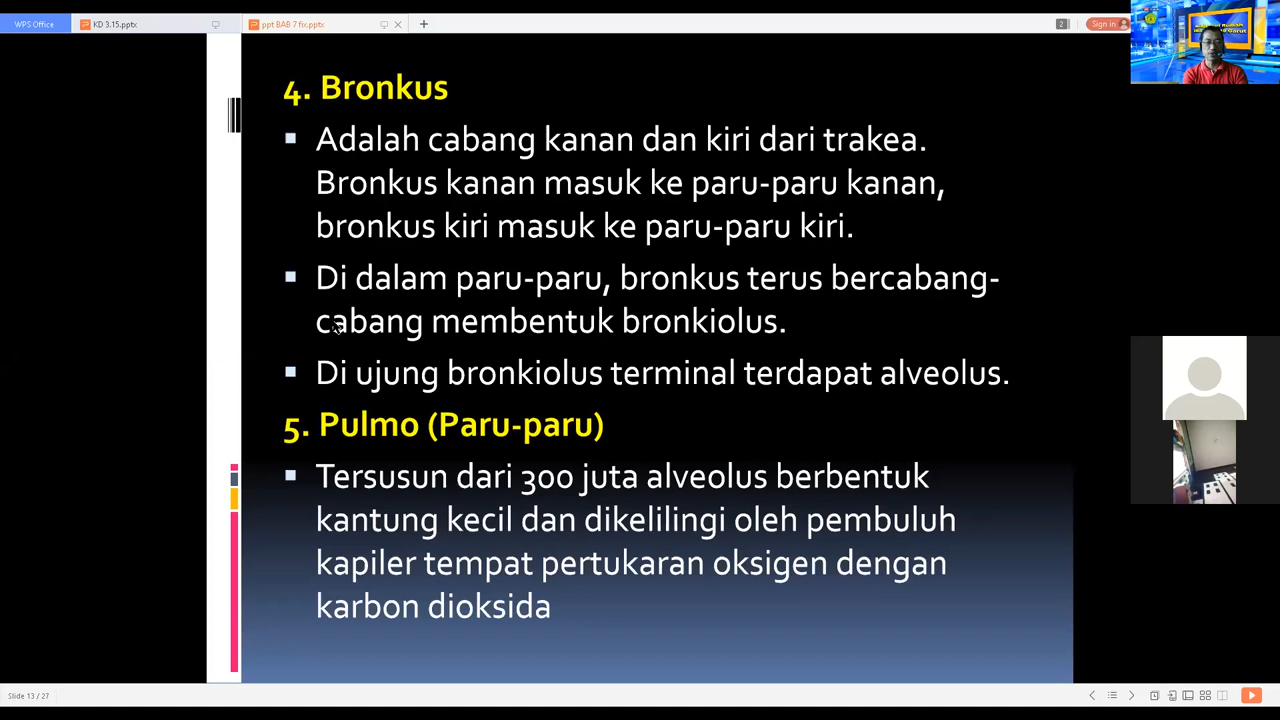 WPS Office
KD 3.15.pptx
ppt BAB 7 fix.pptx
2
Sign in
4. Bronkus
Adalah cabang kanan dan kiri dari trakea.
Bronkus kanan masuk ke paru-paru kanan,
bronkus kiri masuk ke paru-paru kiri.
Di dalam paru-paru, bronkus terus bercabang-
cabang membentuk bronkiolus.
Di ujung bronkiolus terminal terdapat alveolus.
5. Pulmo (Paru-paru)
Tersusun dari 300 juta alveolus berbentuk
kantung kecil dan dikelilingi oleh pembuluh
kapiler tempat pertukaran oksigen dengan
karbon dioksida
Slide 13 / 27